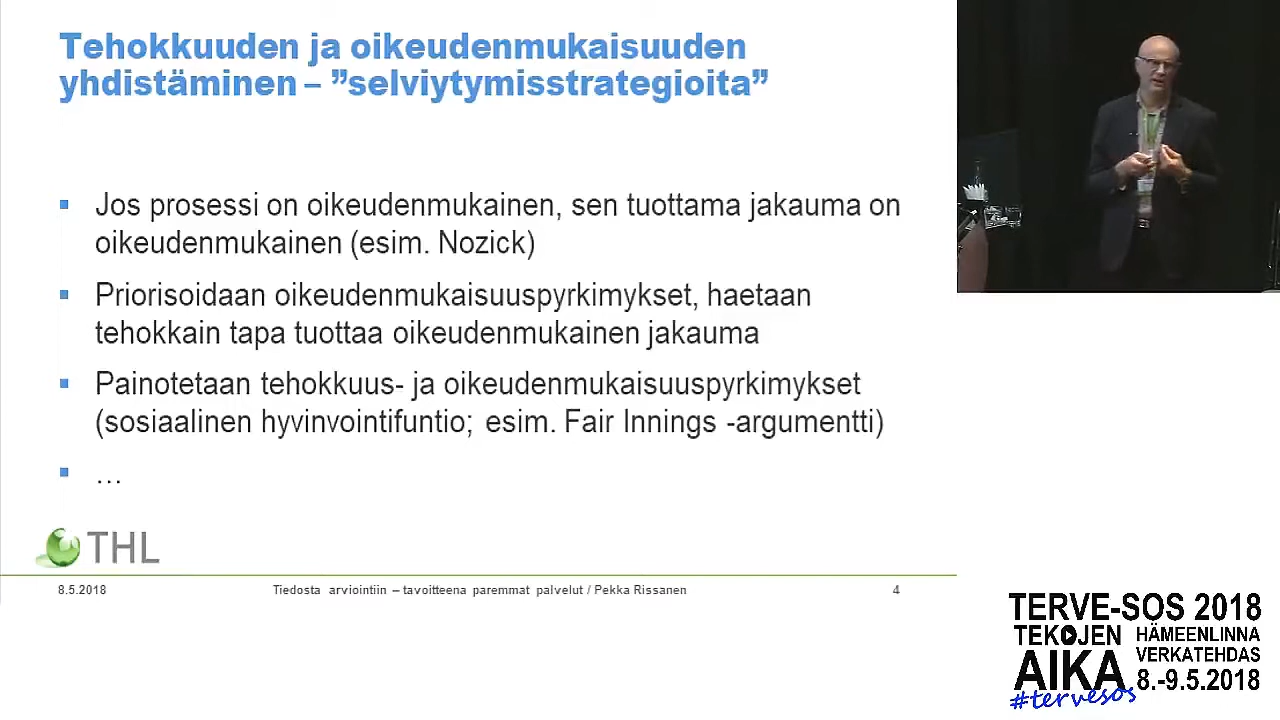 Tehokkuuden ja oikeudenmukaisuuden
yhdistäminen – ”selviytymisstrategioita”
▪ Jos prosessi on oikeudenmukainen, sen tuottama jakauma on
oikeudenmukainen (esim. Nozick)
▪ Priorisoidaan oikeudenmukaisuuspyrkimykset, haetaan
tehokkain tapa tuottaa oikeudenmukainen jakauma
▪ Painotetaan tehokkuus- ja oikeudenmukaisuuspyrkimykset
(sosiaalinen hyvinvointifuntio; esim. Fair Innings -argumentti)
▪ …
THL
8.5.2018 Tiedosta arviointiin – tavoitteena paremmat palvelut / Pekka Rissanen 4
TERVE-SOS 2018
TEKOJEN
AIKA
HÄMEENLINNA
VERKATEHDAS
8.-9.5.2018
#tervesos